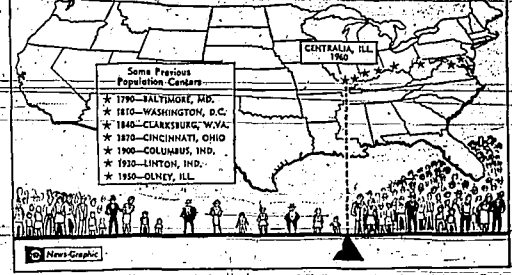 CENTRALIA, ILL.
1960
Some Previous
Population Centers
★ 1790—BALTIMORE, MD.
★ 1810—WASHINGTON, D.C.
★ 1840—CLARKSBURG, W.VA.
★ 1870—CINCINNATI, OHIO
★ 1900—COLUMBUS, IND.
★ 1930—LINTON, IND.
★ 1950—OLNEY, ILL.
News-Graphic